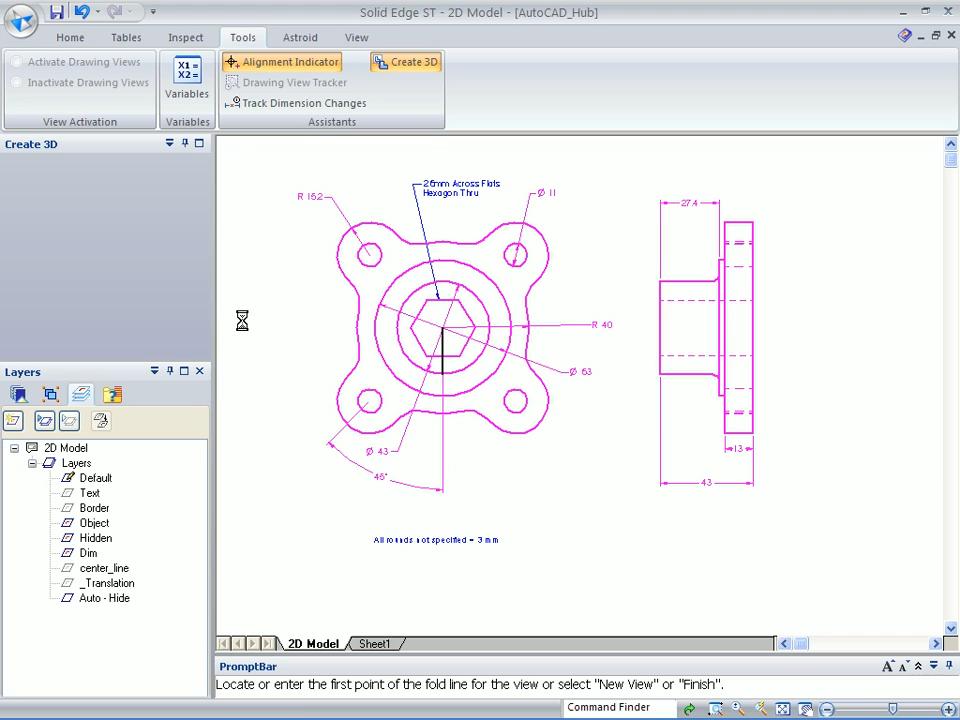 Solid Edge ST - 2D Model - [AutoCAD_Hub]
Home Tables Inspect Tools Astroid View
Activate Drawing Views
Inactivate Drawing Views
View Activation
X1 =
X2 =
Variables
Variables
Alignment Indicator
Drawing View Tracker
Track Dimension Changes
Create 3D
Assistants
Create 3D
Layers
2D Model
Layers
Default
Text
Border
Object
Hidden
Dim
center_line
_Translation
Auto - Hide
26mm Across Flats
Hexagon Thru
R 15.2
Ø 11
R 40
Ø 63
Ø 43
45°
27.4
13
43
All rounds not specified = 3 mm
2D Model Sheet1
PromptBar
Locate or enter the first point of the fold line for the view or select "New View" or "Finish".
Command Finder